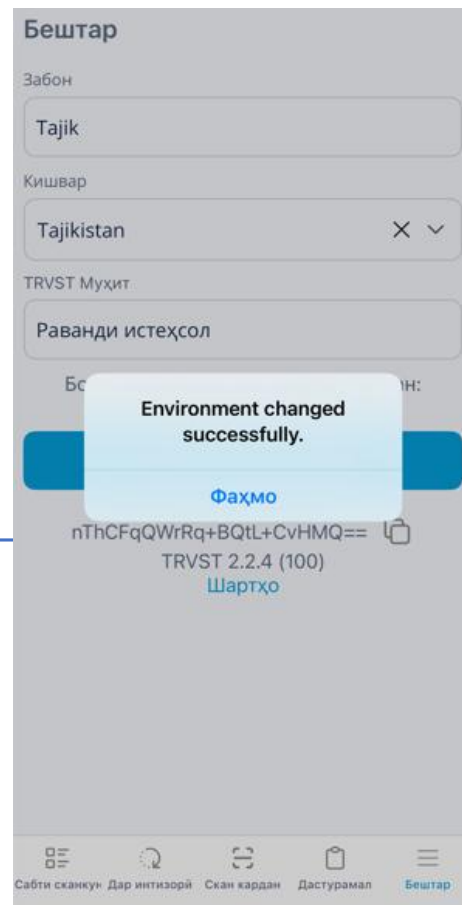 Бештар
Забон
Tajik
Кишвар
Tajikistan
TRVST Муҳит
Раванди истеҳсол
Environment changed
successfully.
Фаҳмо
nThCFqQWrRq+BQtL+CvHMQ==
TRVST 2.2.4 (100)
Шартҳо
Сабти сканкун Дар интизорӣ Скан кардан Дастурамал Бештар